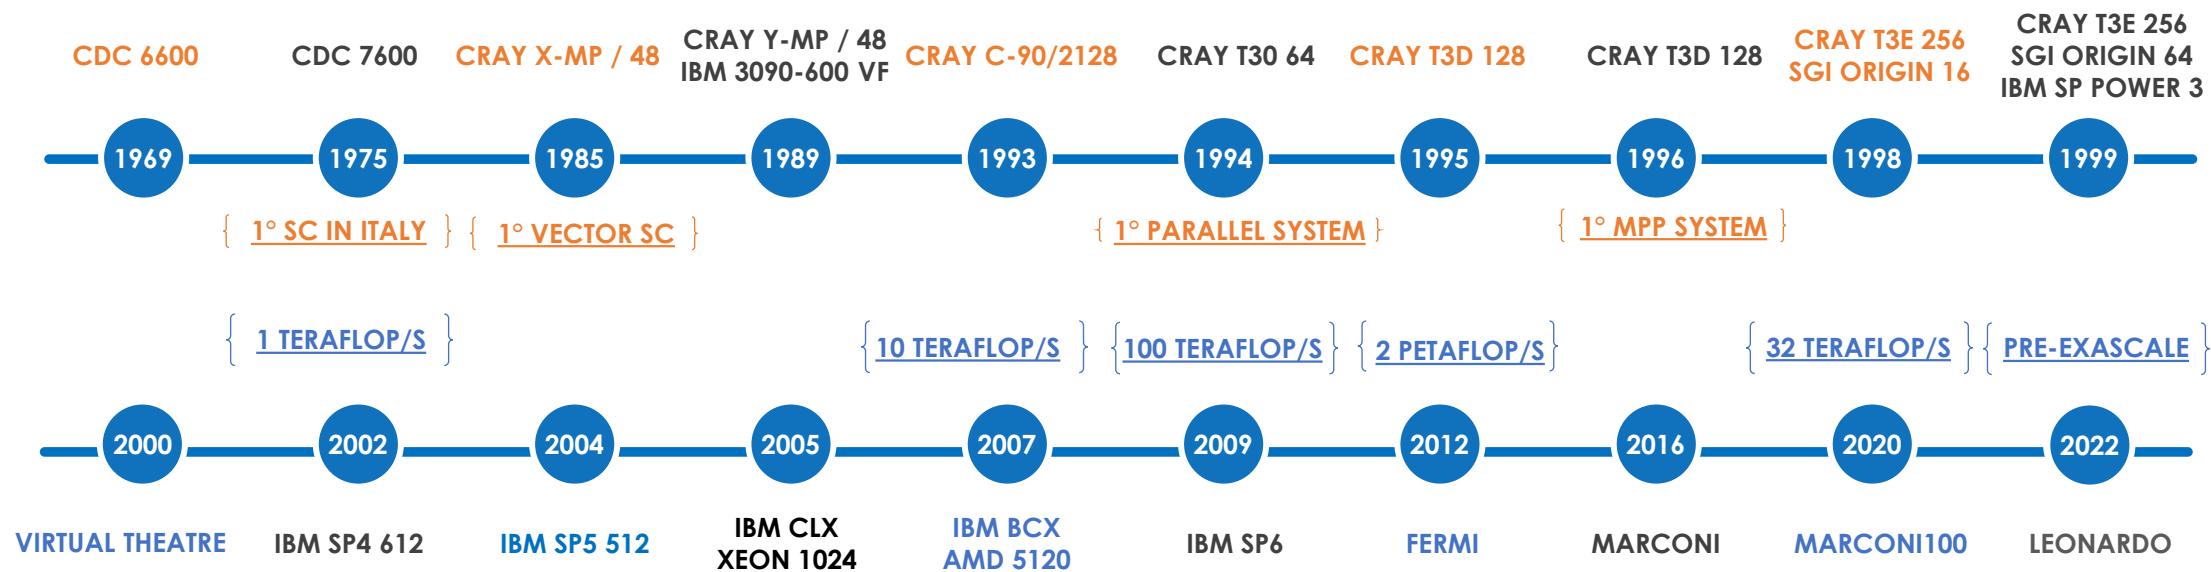 CDC 6600
CDC 7600
CRAY X-MP / 48
CRAY Y-MP / 48
IBM 3090-600 VF
CRAY C-90/2128
CRAY T30 64
CRAY T3D 128
CRAY T3D 128
CRAY T3E 256
SGI ORIGIN 16
CRAY T3E 256
SGI ORIGIN 64
IBM SP POWER 3
1969
1975
1985
1989
1993
1994
1995
1996
1998
1999
{ 1° SC IN ITALY }
{ 1° VECTOR SC }
{ 1° PARALLEL SYSTEM }
{ 1° MPP SYSTEM }
{ 1 TERAFLOP/S }
{ 10 TERAFLOP/S }
{ 100 TERAFLOP/S }
{ 2 PETAFLOP/S }
{ 32 TERAFLOP/S }
{ PRE-EXASCALE }
2000
2002
2004
2005
2007
2009
2012
2016
2020
2022
VIRTUAL THEATRE
IBM SP4 612
IBM SP5 512
IBM CLX
XEON 1024
IBM BCX
AMD 5120
IBM SP6
FERMI
MARCONI
MARCONI100
LEONARDO